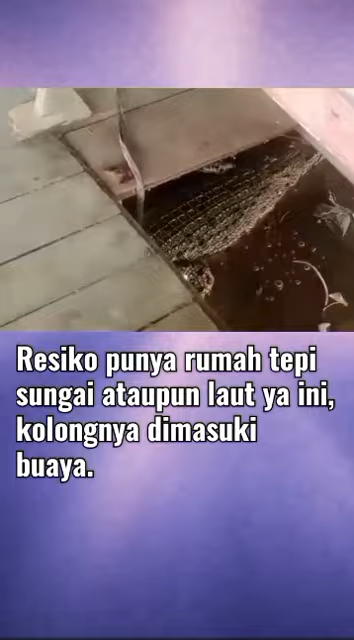 Resiko punya rumah tepi
sungai ataupun laut ya ini,
kolongnya dimasuki
buaya.